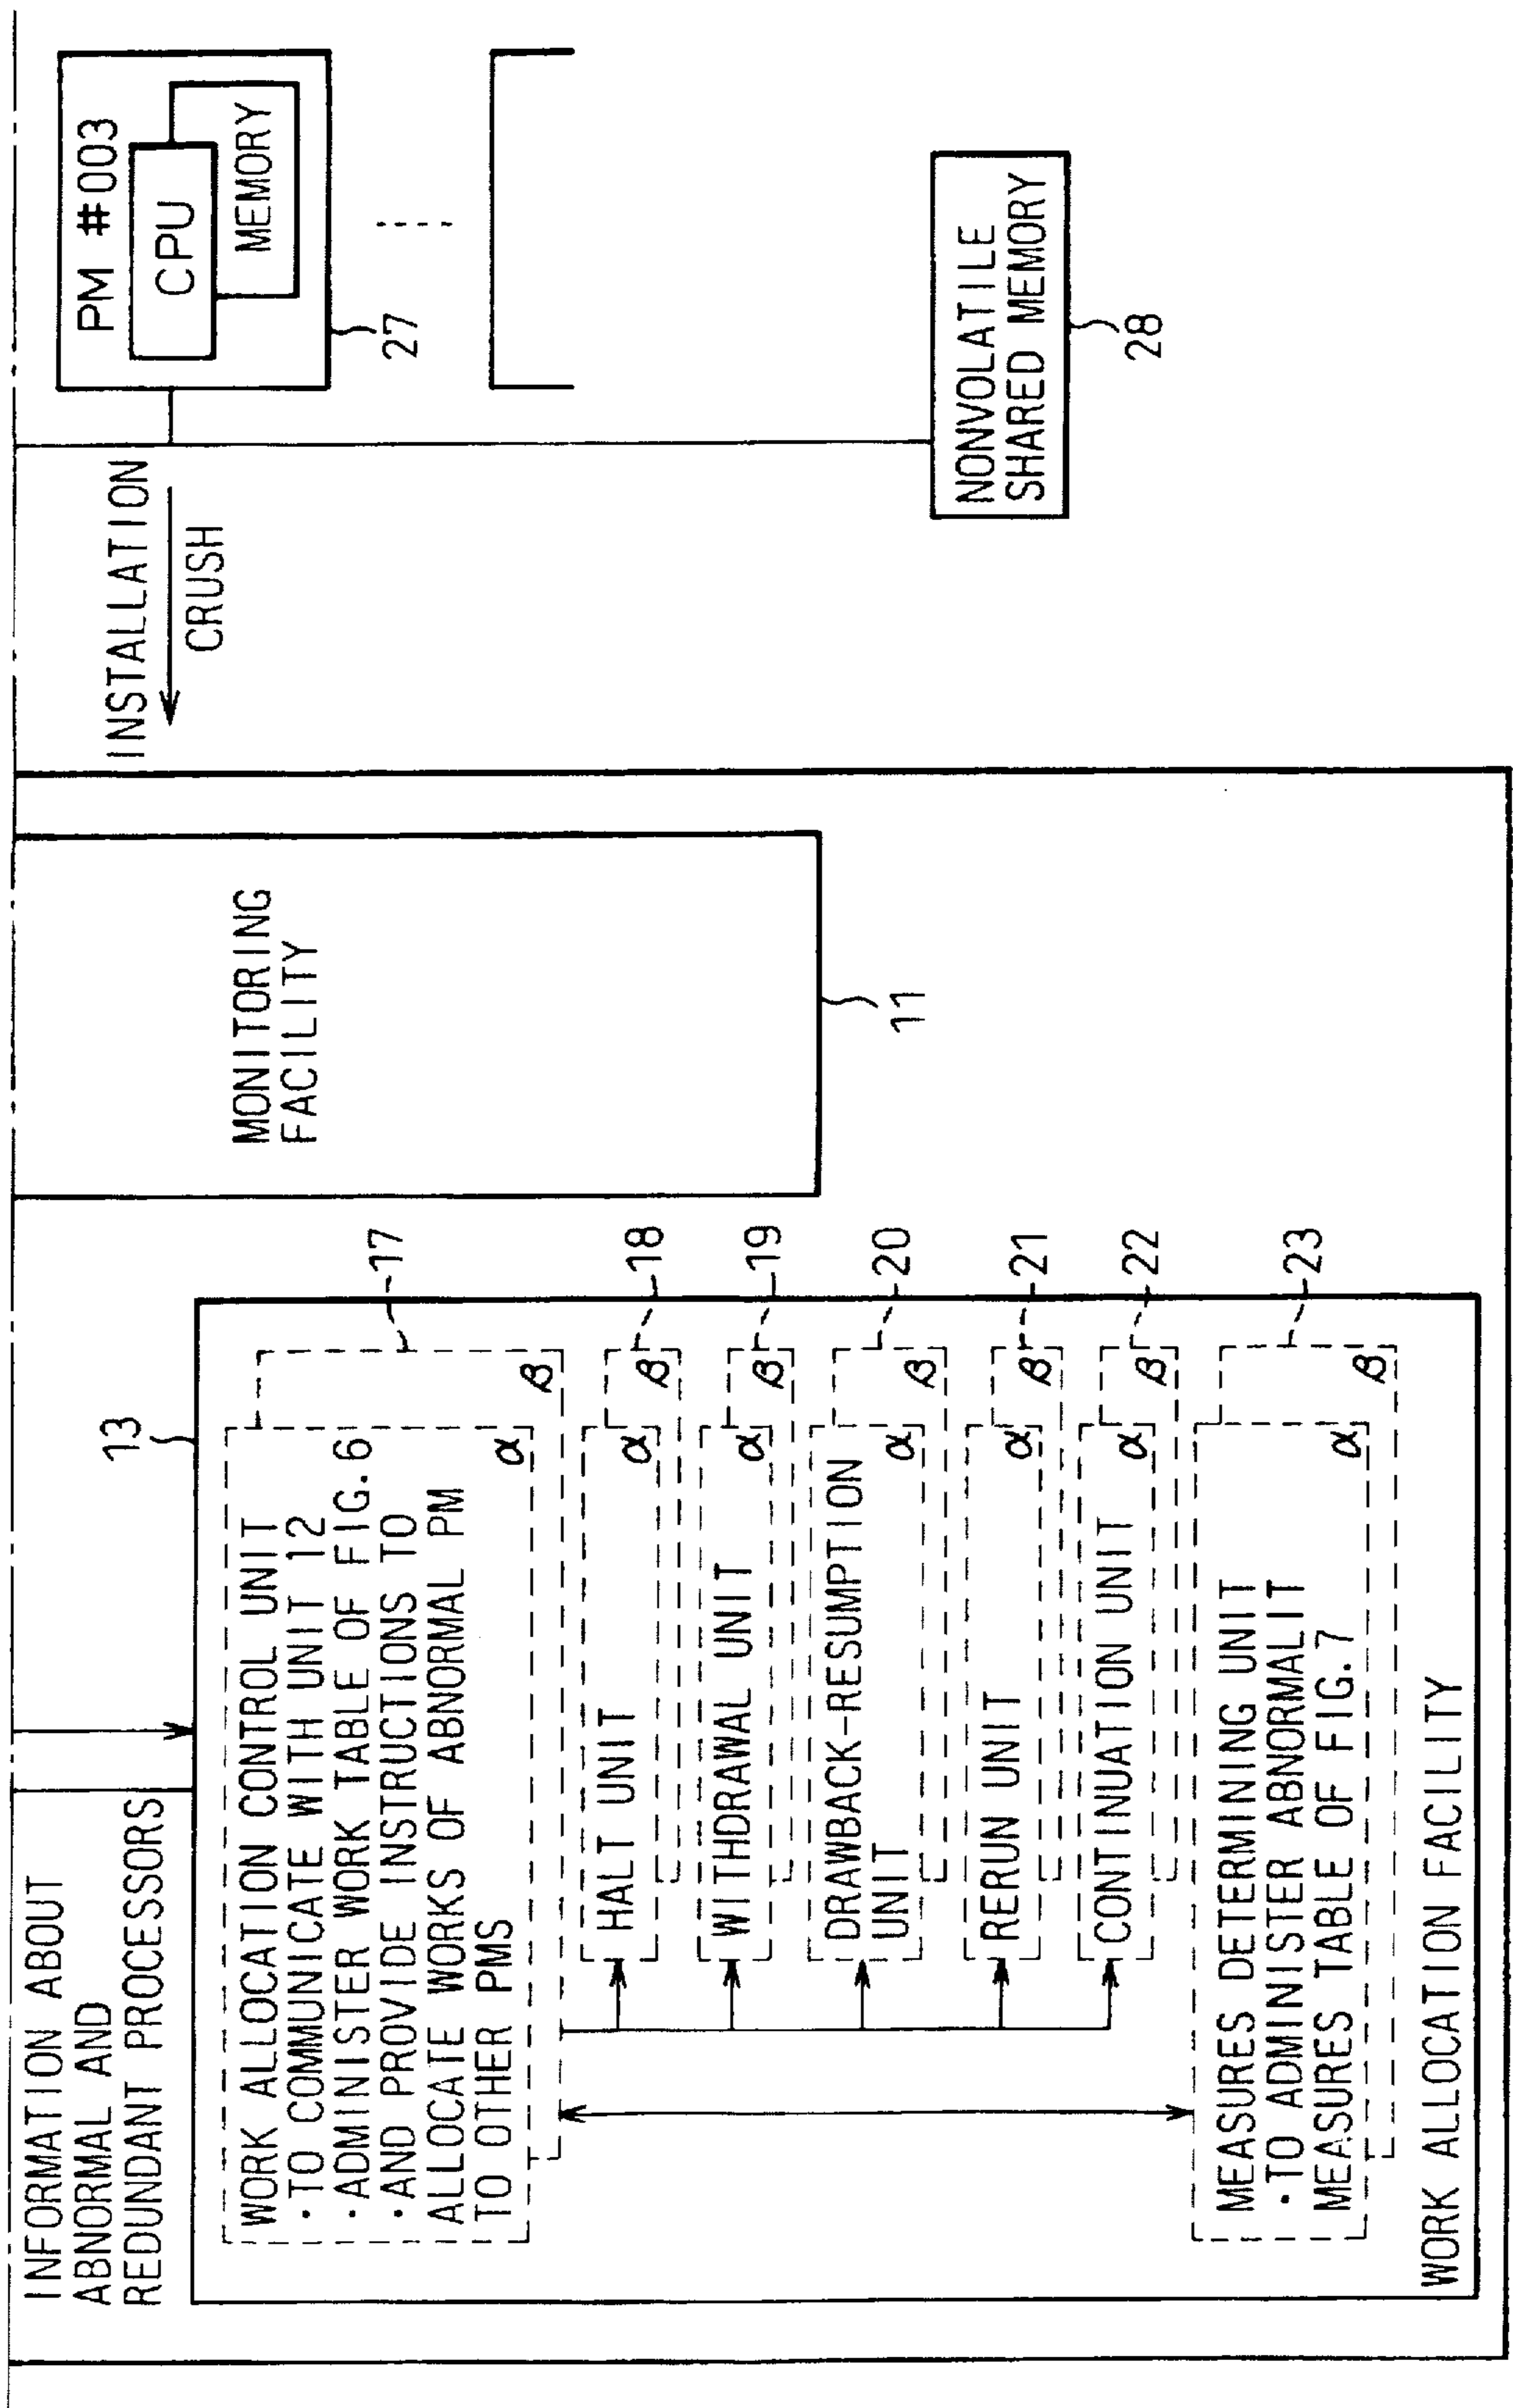 INFORMATION ABOUT
ABNORMAL AND
REDUNDANT PROCESSORS
13
WORK ALLOCATION CONTROL UNIT
・TO COMMUNICATE WITH UNIT 12
・ADMINISTER WORK TABLE OF FIG.6
・AND PROVIDE INSTRUCTIONS TO
ALLOCATE WORKS OF ABNORMAL PM
TO OTHER PMS
α
β
17
HALT UNIT
α
β
18
WITHDRAWAL UNIT
α
β
19
DRAWBACK-RESUMPTION
UNIT
α
β
20
RERUN UNIT
α
β
21
CONTINUATION UNIT
α
β
22
MEASURES DETERMINING UNIT
・TO ADMINISTER ABNORMALIT
MEASURES TABLE OF FIG.7
α
β
23
WORK ALLOCATION FACILITY
MONITORING
FACILITY
11
INSTALLATION
CRUSH
PM #003
CPU
MEMORY
27
NONVOLATILE
SHARED MEMORY
28